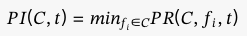 PI(C, t) = min_{f_i∈C}PR(C, f_i, t)